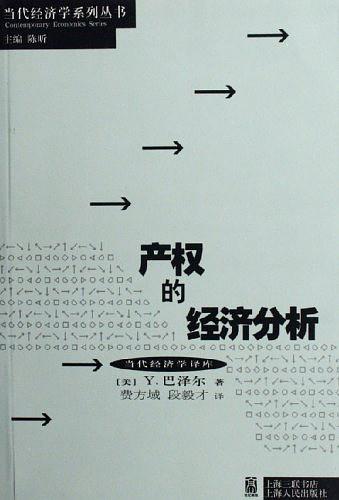 当代经济学系列丛书
Contemporary Economics Series
主编 陈昕
产权
的
经济分析
当代经济学译库
[美] Y. 巴泽尔 著
费方域 段毅才 译
上海三联书店
上海人民出版社